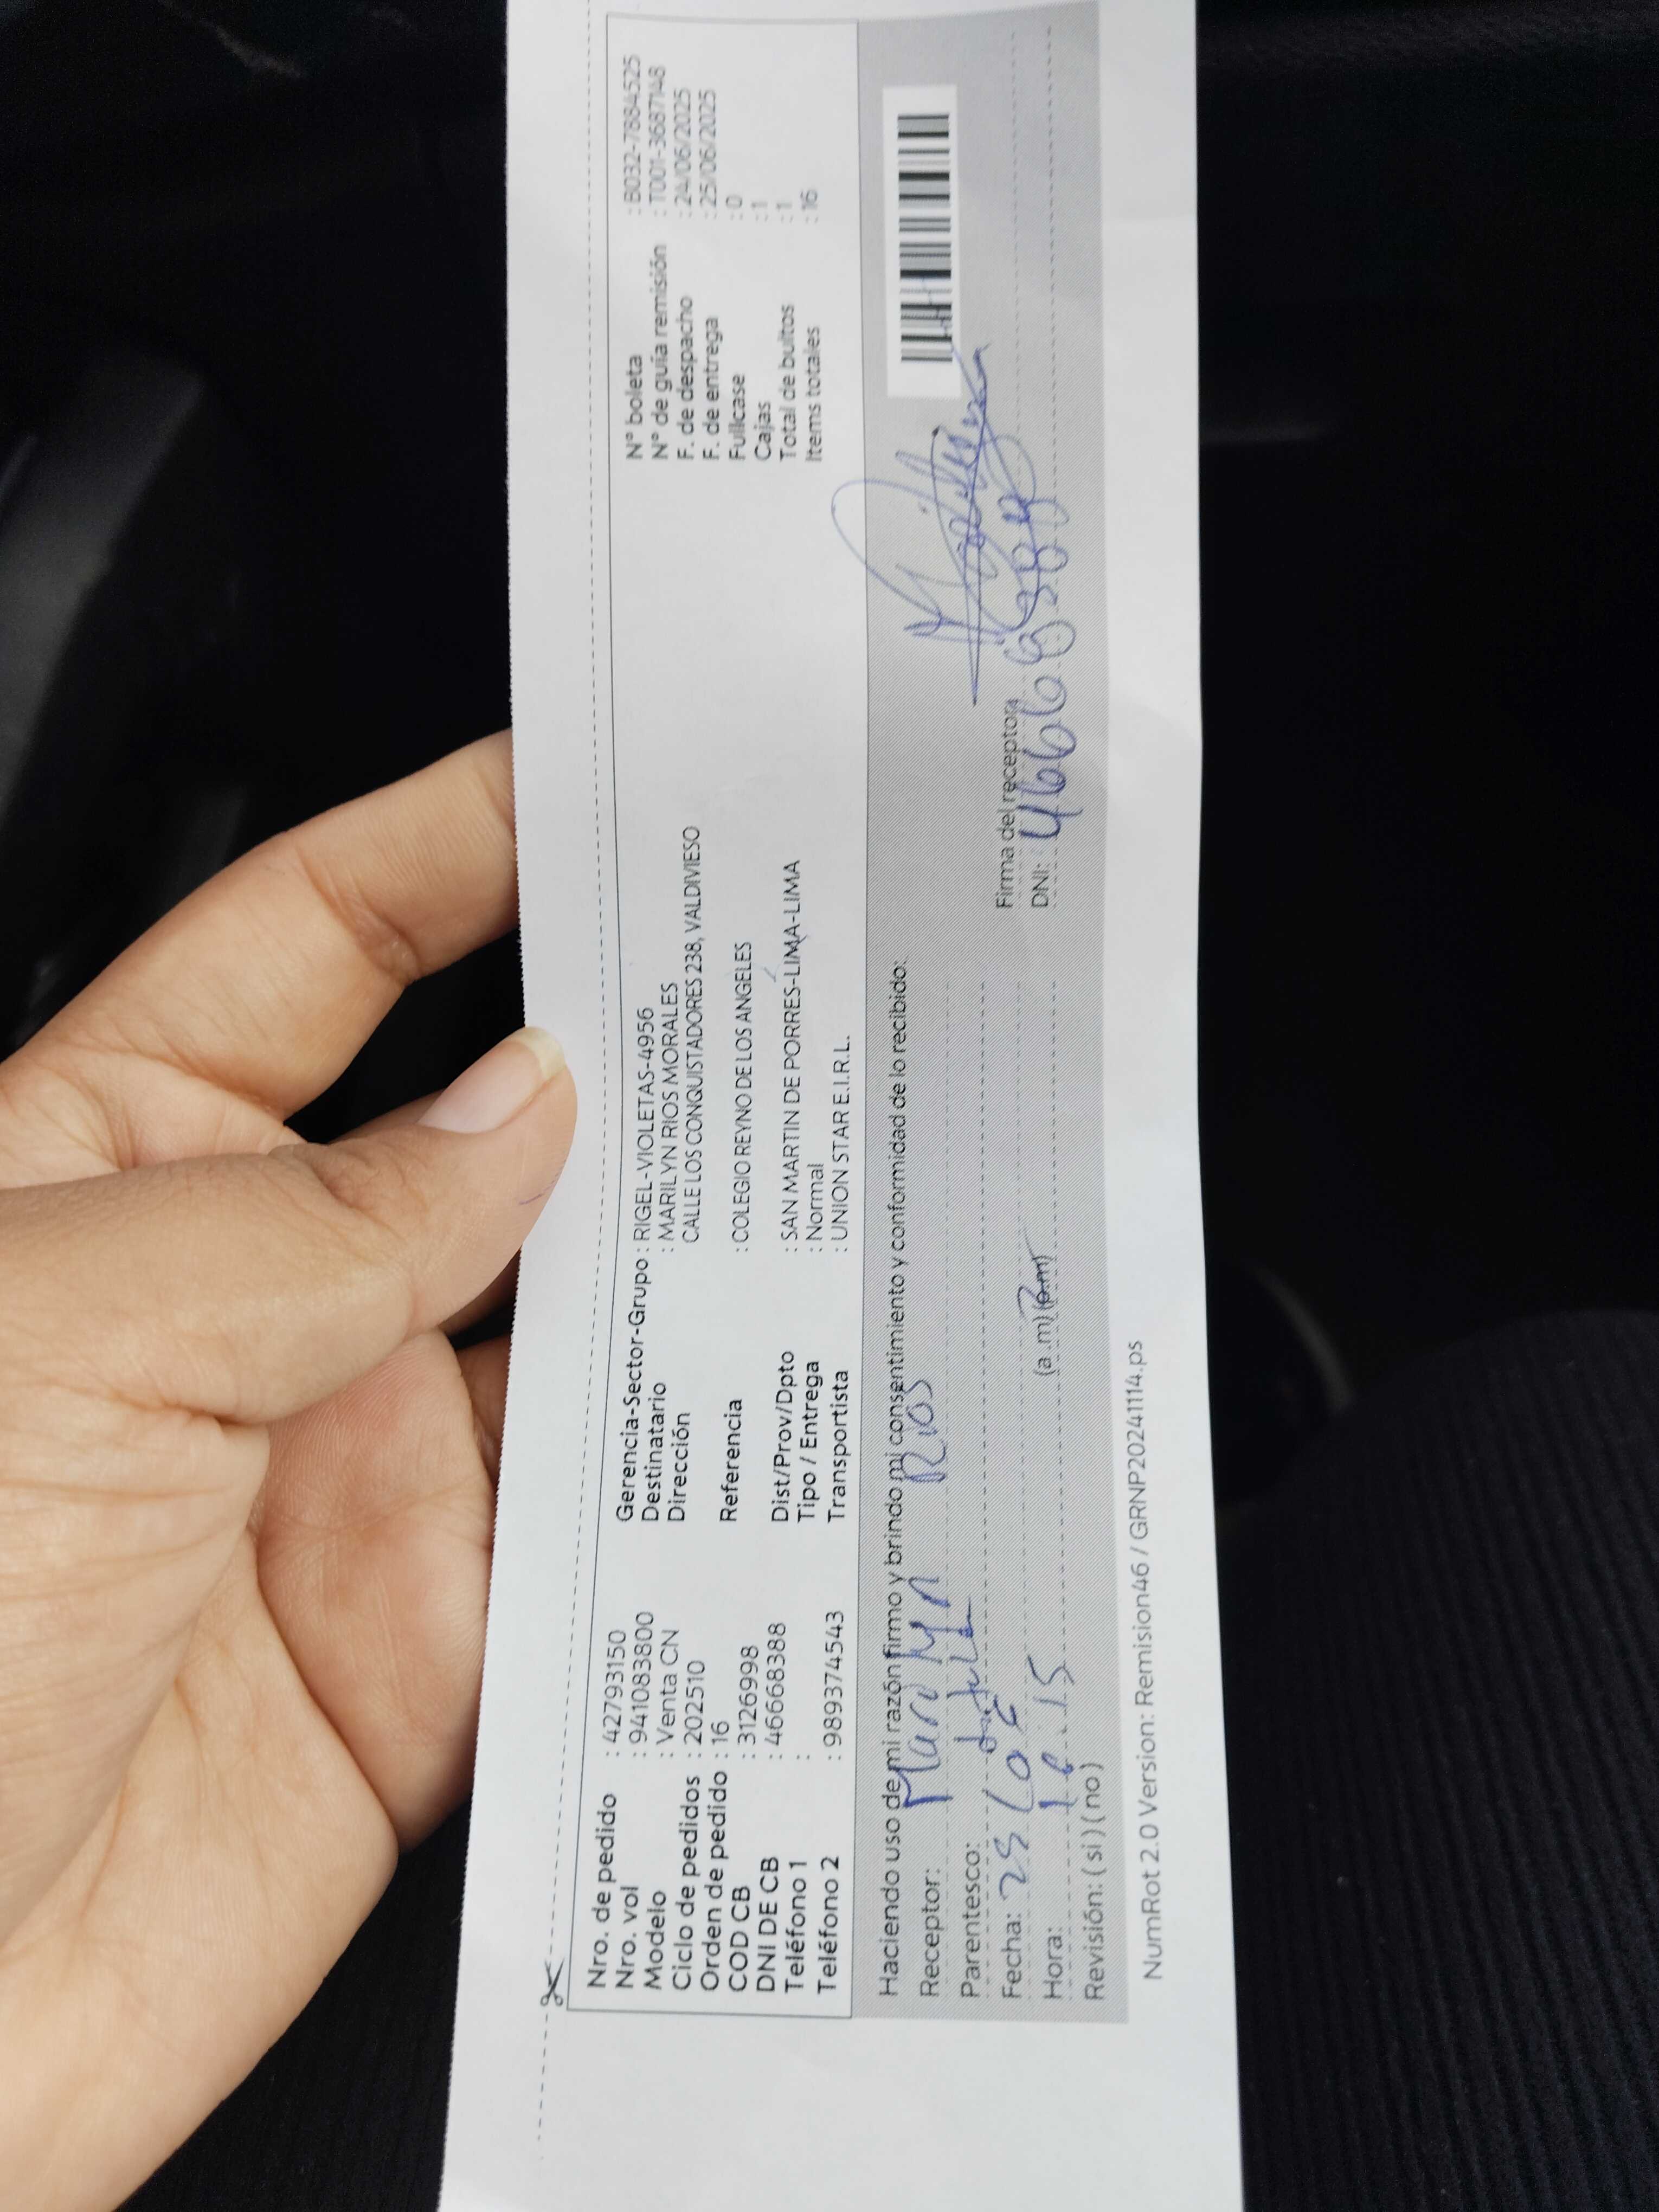 Nro. de pedido : 42793150
Nro. vol : 941083800
Modelo : Venta CN
Ciclo de pedidos : 202510
Orden de pedido : 16
COD CB : 3126998
DNI DE CB : 46668388
Teléfono 1 :
Teléfono 2 : 989374543
Gerencia-Sector-Grupo : RIGEL-VIOLETAS-4956
Destinatario : MARILYN RIOS MORALES
Dirección CALLE LOS CONQUISTADORES 238, VALDIVIESO
Referencia : COLEGIO REYNO DE LOS ANGELES
Dist/Prov/Dpto : SAN MARTIN DE PORRES-LIMA-LIMA
Tipo / Entrega : Normal
Transportista : UNION STAR E.I.R.L.
N° boleta : B032-7884525
N° de guía remisión : T001-3687148
F. de despacho : 24/06/2025
F. de entrega : 25/06/2025
Fullcase : 0
Cajas : 1
Total de bultos : 1
Items totales : 16
Haciendo uso de mi razón firmo y brindo mi consentimiento y conformidad de lo recibido:
Receptor: Rios
Parentesco:
Fecha:
Hora: (a.m) (p.m)
Revisión: ( si ) ( no )
Firma del receptor
DNI: 46668388
NumRot 2.0 Version: Remision46 / GRNP20241114.ps